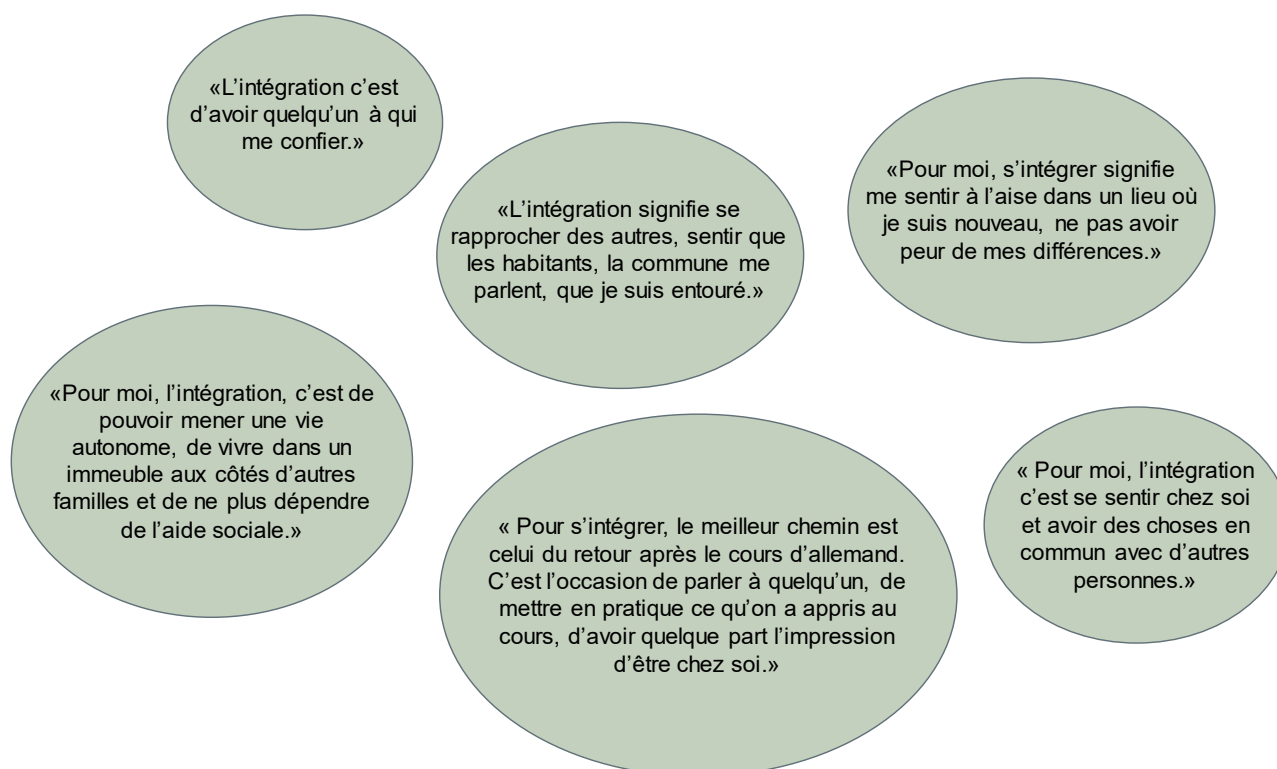 «L’intégration c’est
d’avoir quelqu’un à qui
me confier.»
«L’intégration signifie se
rapprocher des autres, sentir que
les habitants, la commune me
parlent, que je suis entouré.»
«Pour moi, s’intégrer signifie
me sentir à l’aise dans un lieu où
je suis nouveau, ne pas avoir
peur de mes différences.»
«Pour moi, l’intégration, c’est de
pouvoir mener une vie
autonome, de vivre dans un
immeuble aux côtés d’autres
familles et de ne plus dépendre
de l’aide sociale.»
« Pour s’intégrer, le meilleur chemin est
celui du retour après le cours d’allemand.
C’est l’occasion de parler à quelqu’un, de
mettre en pratique ce qu’on a appris au
cours, d’avoir quelque part l’impression
d’être chez soi.»
« Pour moi, l’intégration
c’est se sentir chez soi
et avoir des choses en
commun avec d’autres
personnes.»